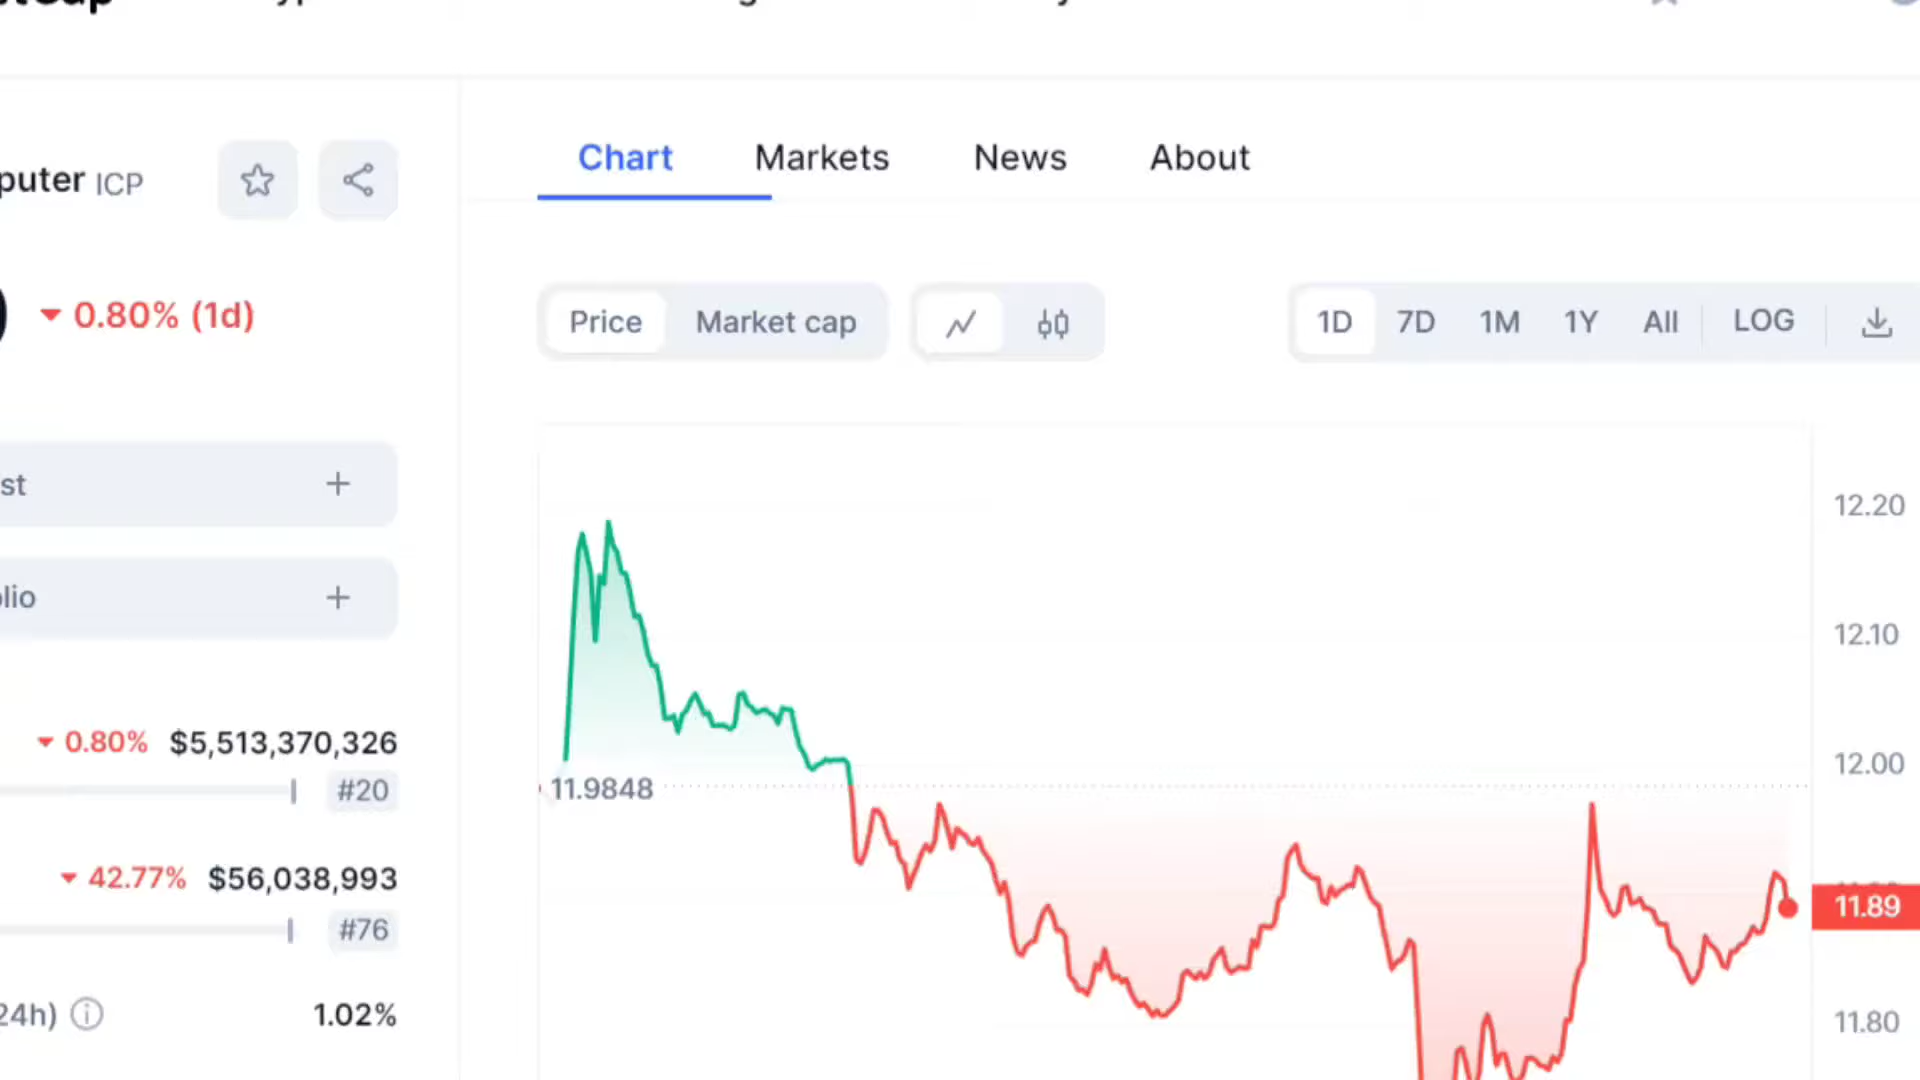 puter ICP
Chart Markets News About
0.80% (1d)
Price Market cap
1D 7D 1M 1Y All LOG
st +
lio +
0.80% $5,513,370,326
#20
42.77% $56,038,993
#76
24h) 1.02%
12.20
12.10
12.00
11.9848
11.89
11.80